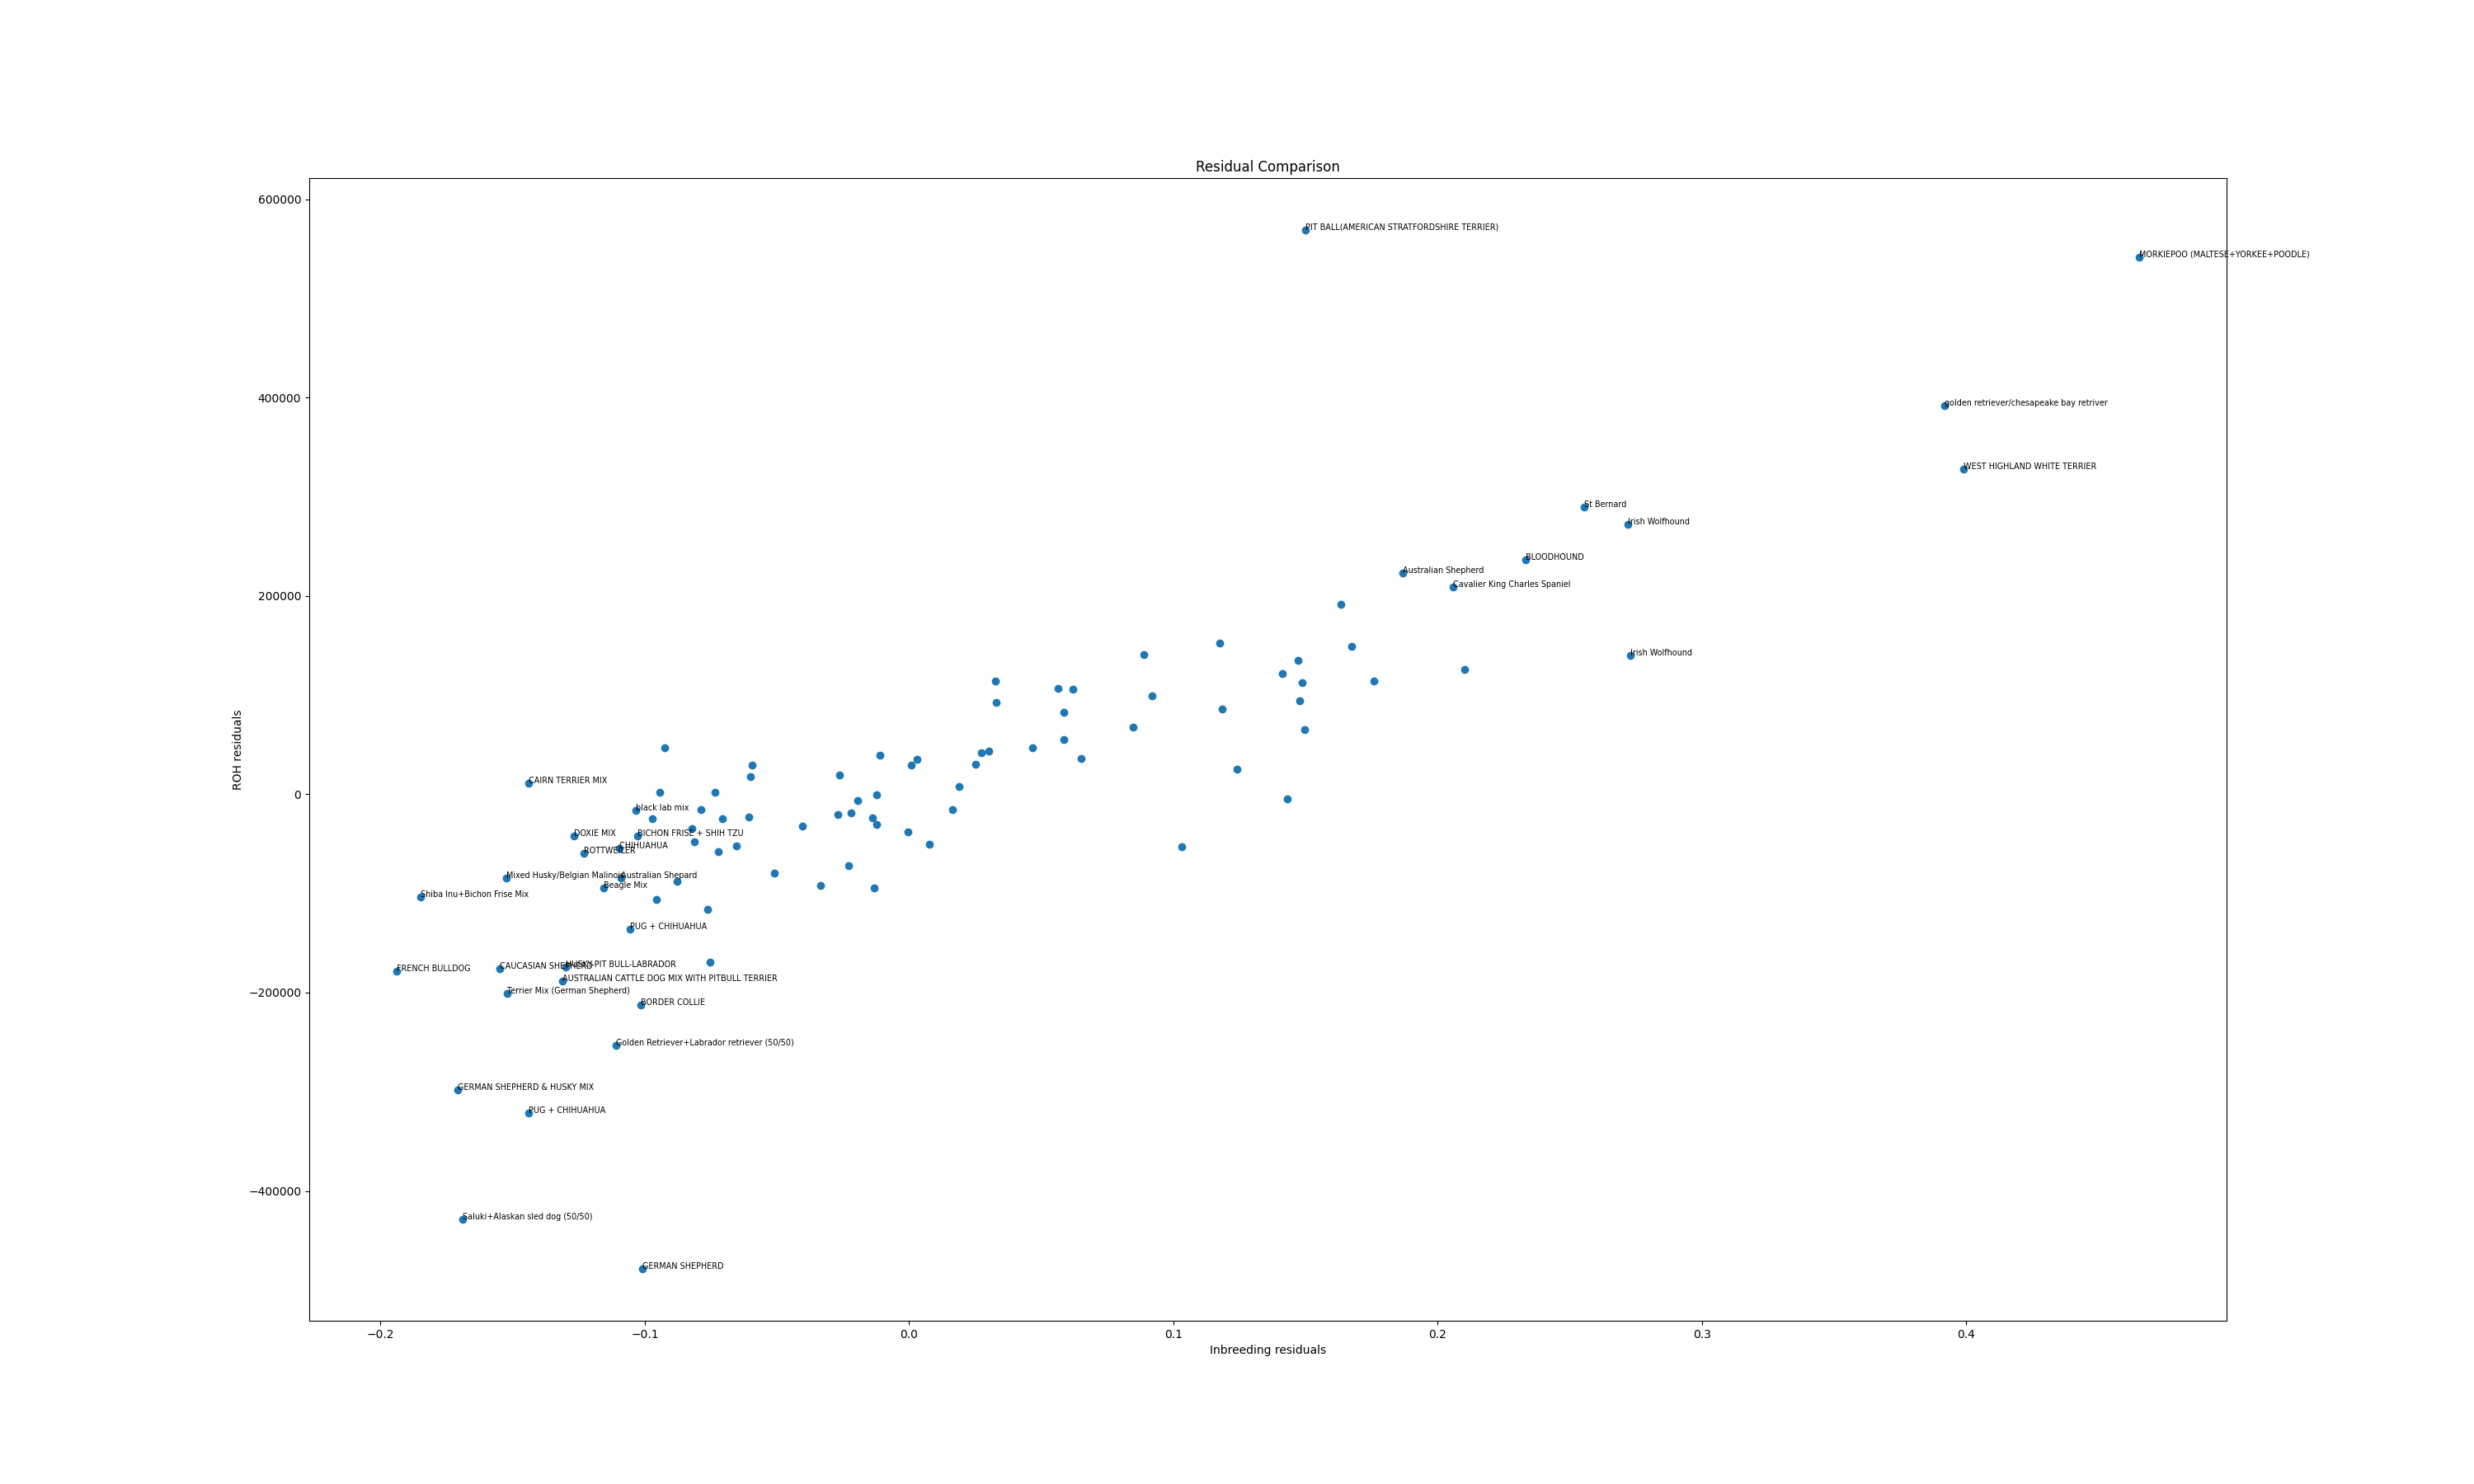 Residual Comparison
600000
PIT BALL(AMERICAN STRATFORDSHIRE TERRIER)
MORKIEPOO (MALTESE+YORKEE+POODLE)
400000
golden retriever/chesapeake bay retriver
WEST HIGHLAND WHITE TERRIER
St Bernard
Irish Wolfhound
BLOODHOUND
Australian Shepherd
Cavalier King Charles Spaniel
200000
Irish Wolfhound
ROH residuals
CAIRN TERRIER MIX
0
black lab mix
DOXIE MIX
BICHON FRISE + SHIH TZU
CHIHUAHUA
ROTTWEILER
Mixed Husky/Belgian Malinois
Australian Shepard
Beagle Mix
Shiba Inu+Bichon Frise Mix
PUG + CHIHUAHUA
HUSKY-PIT BULL-LABRADOR
CAUCASIAN SHEPHERD
FRENCH BULLDOG
AUSTRALIAN CATTLE DOG MIX WITH PITBULL TERRIER
Terrier Mix (German Shepherd)
−200000
BORDER COLLIE
Golden Retriever+Labrador retriever (50/50)
GERMAN SHEPHERD & HUSKY MIX
PUG + CHIHUAHUA
−400000
Saluki+Alaskan sled dog (50/50)
GERMAN SHEPHERD
−0.2 −0.1 0.0 0.1 0.2 0.3 0.4
Inbreeding residuals